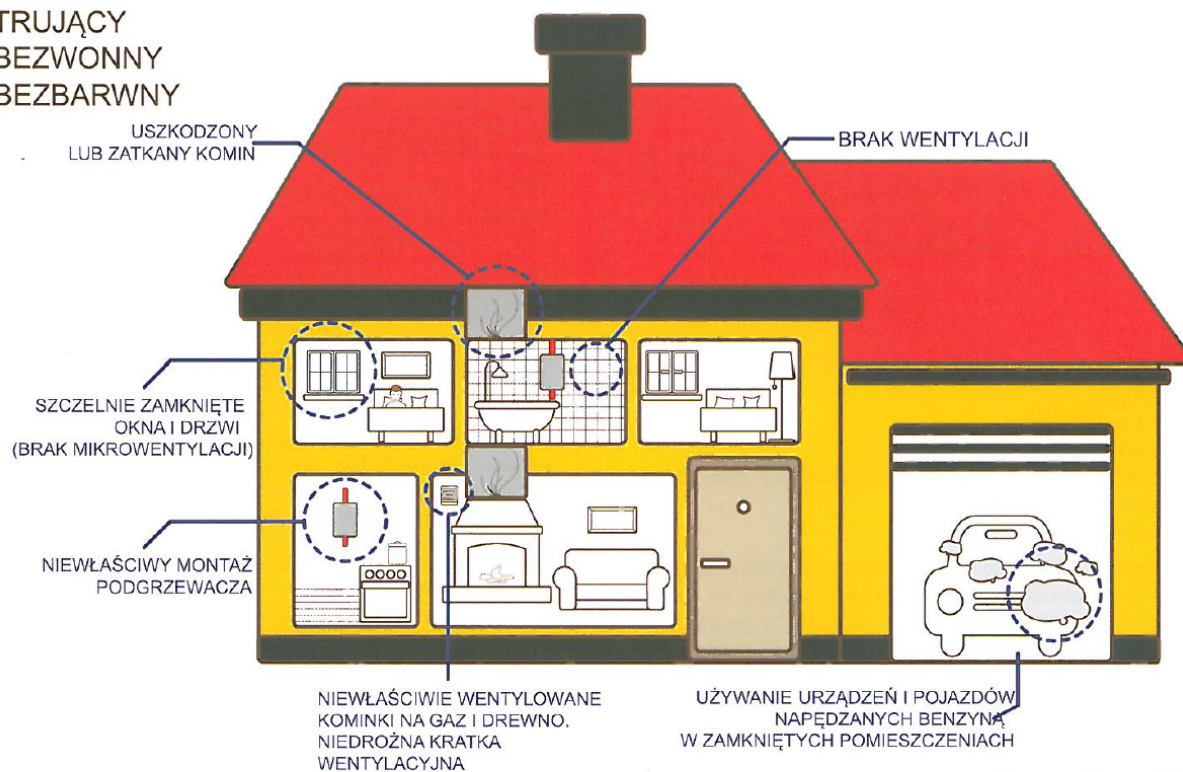 TRUJĄCY
BEZWONNY
BEZBARWNY
USZKODZONY
LUB ZATKANY KOMIN
BRAK WENTYLACJI
SZCZELNIE ZAMKNIĘTE
OKNA I DRZWI
(BRAK MIKROWENTYLACJI)
NIEWŁAŚCIWY MONTAŻ
PODGRZEWACZA
NIEWŁAŚCIWIE WENTYLOWANE
KOMINKI NA GAZ I DREWNO.
NIEDROŻNA KRATKA
WENTYLACYJNA
UŻYWANIE URZĄDZEŃ I POJAZDÓW
NAPĘDZANYCH BENZYNĄ
W ZAMKNIĘTYCH POMIESZCZENIACH